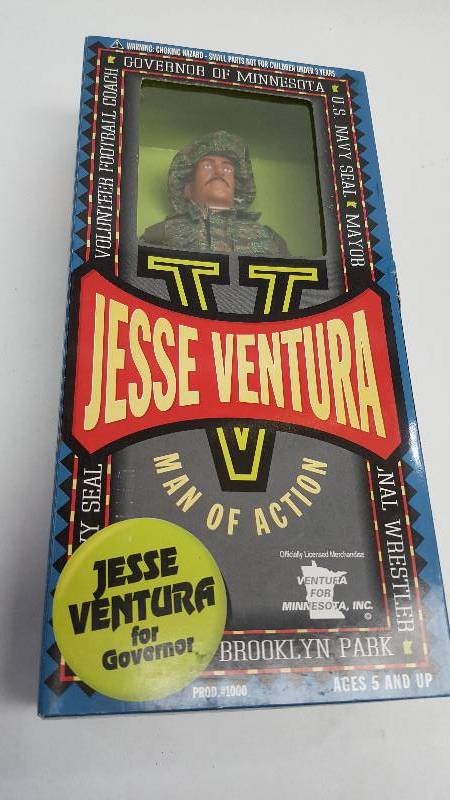 WARNING: CHOKING HAZARD - SMALL PARTS NOT FOR CHILDREN UNDER 3 YEARS
GOVERNOR OF MINNESOTA
VOLUNTEER FOOTBALL COACH
U.S. NAVY SEAL
MAYOR
V
JESSE VENTURA
MAN OF ACTION
Y SEAL
NAL WRESTLER
JESSE
VENTURA
for
Governor
Officially Licensed Merchandise
VENTURA
FOR
MINNESOTA, INC.
©
BROOKLYN PARK
PROD.#1000
AGES 5 AND UP